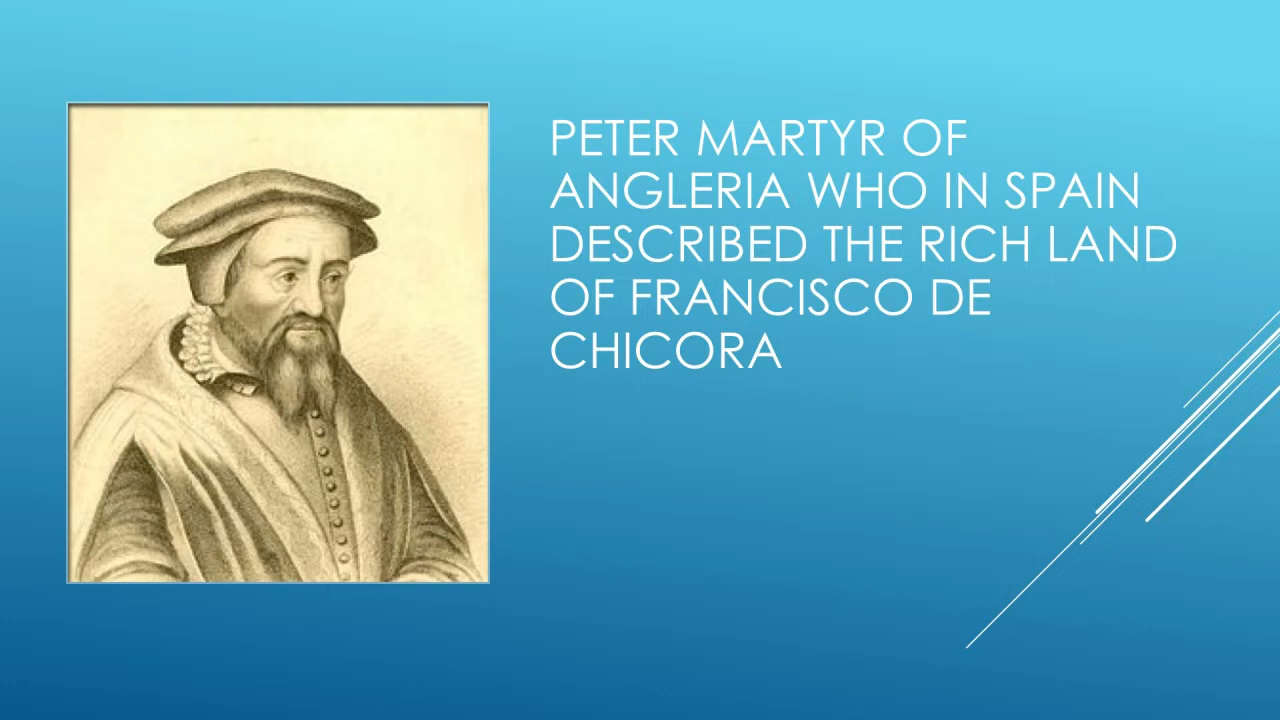 PETER MARTYR OF
ANGLERIA WHO IN SPAIN
DESCRIBED THE RICH LAND
OF FRANCISCO DE
CHICORA